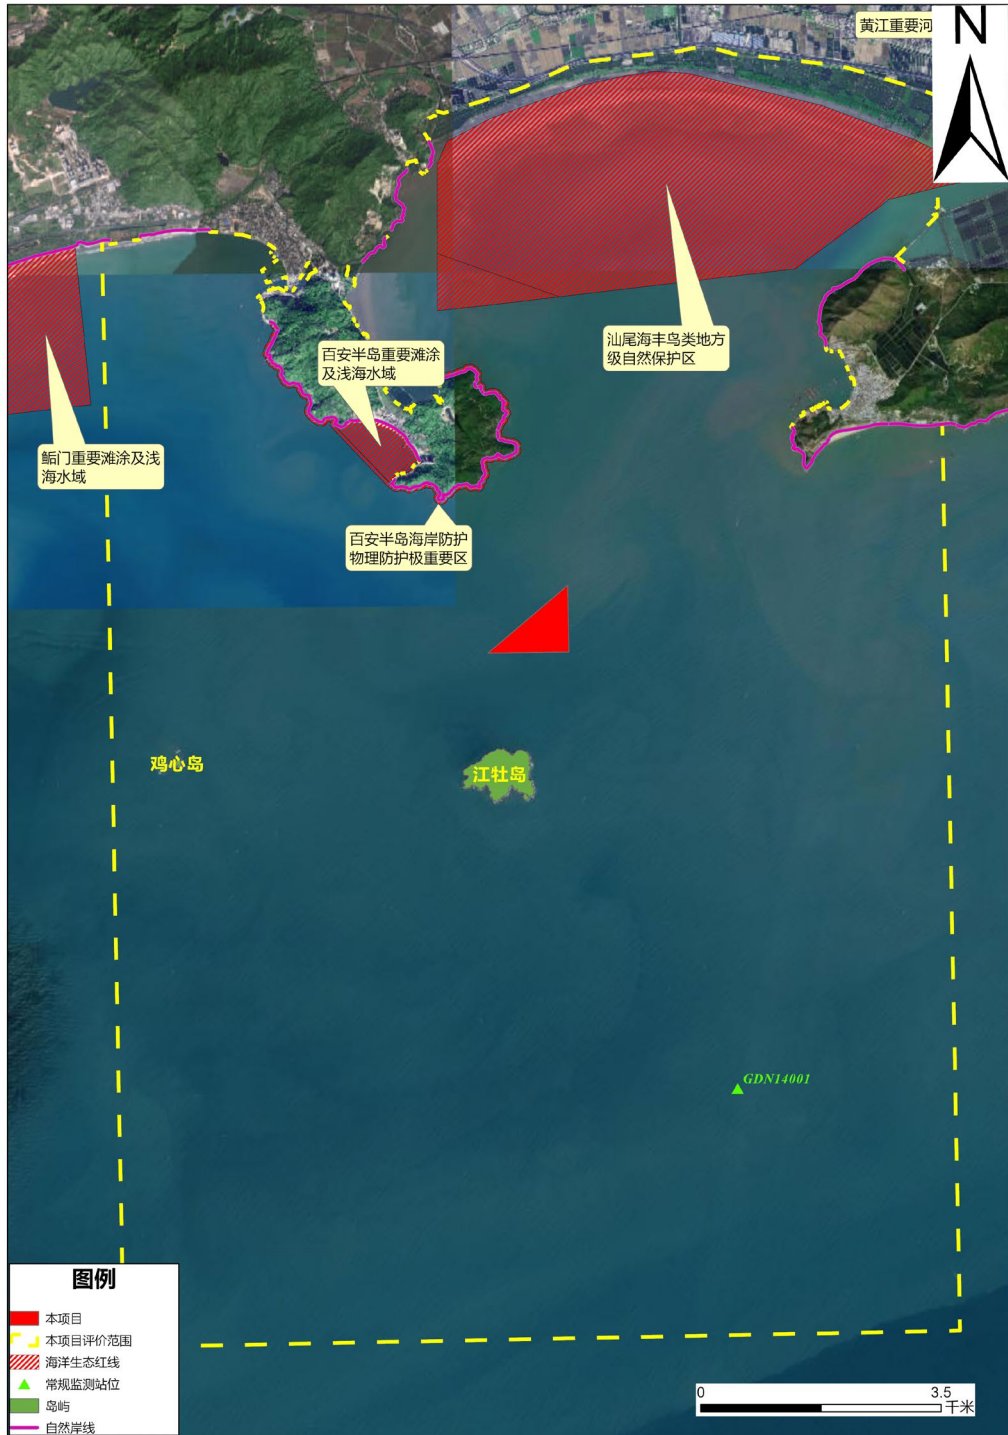 黄江重要河
N
汕尾海丰鸟类地方
级自然保护区
百安半岛重要滩涂
及浅海水域
鲘门重要滩涂及浅
海水域
百安半岛海岸防护
物理防护极重要区
鸡心岛
江牡岛
GDN14001
图例
本项目
本项目评价范围
海洋生态红线
常规监测站位
岛屿
自然岸线
0
3.5
千米